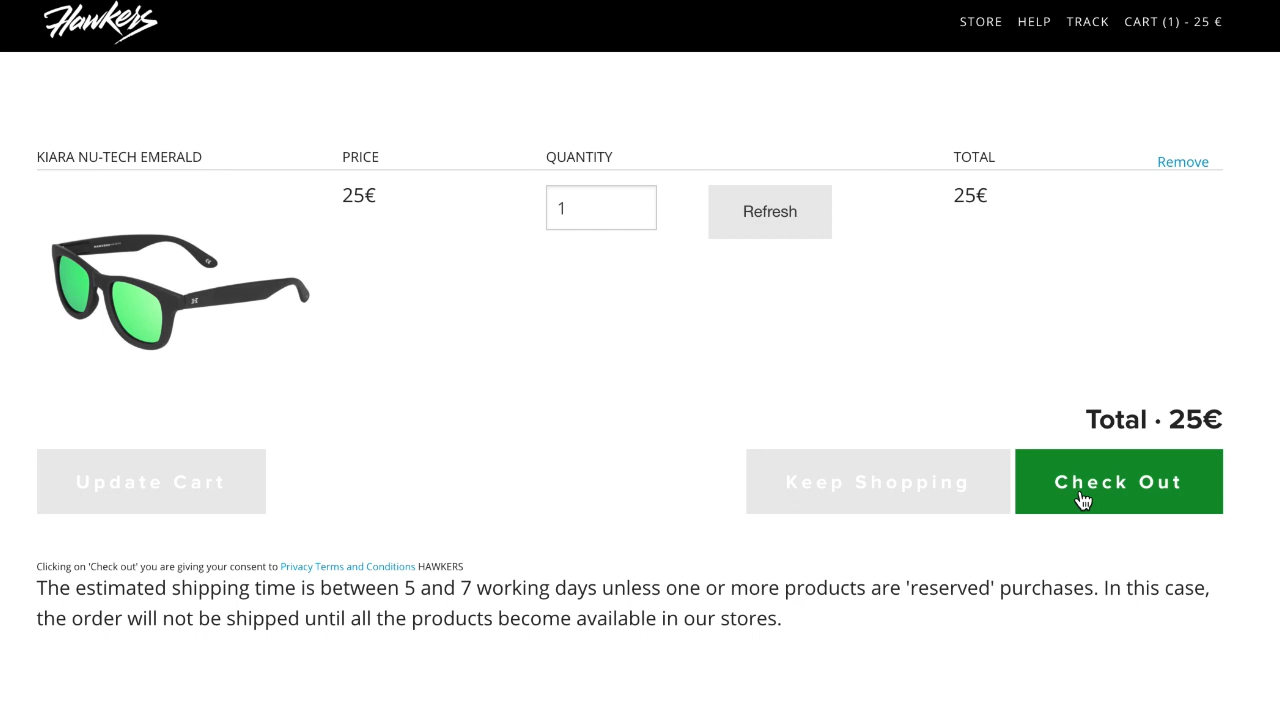 Hawkers
STORE HELP TRACK CART (1) - 25 €
KIARA NU-TECH EMERALD PRICE QUANTITY TOTAL Remove
25€ 1 Refresh 25€
Total · 25€
Update Cart Keep Shopping Check Out
Clicking on 'Check out' you are giving your consent to Privacy Terms and Conditions HAWKERS
The estimated shipping time is between 5 and 7 working days unless one or more products are 'reserved' purchases. In this case,
the order will not be shipped until all the products become available in our stores.